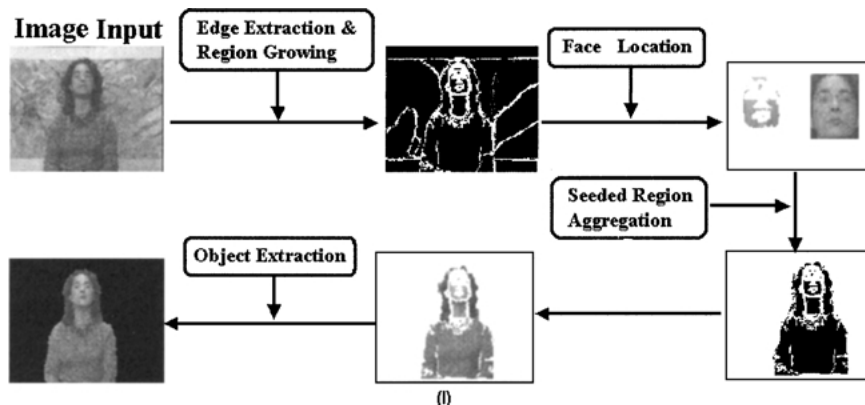 Image Input
Edge Extraction &
Region Growing
Face Location
Seeded Region
Aggregation
Object Extraction
(l)